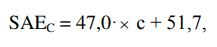 SAE_C = 47,0·× c + 51,7,